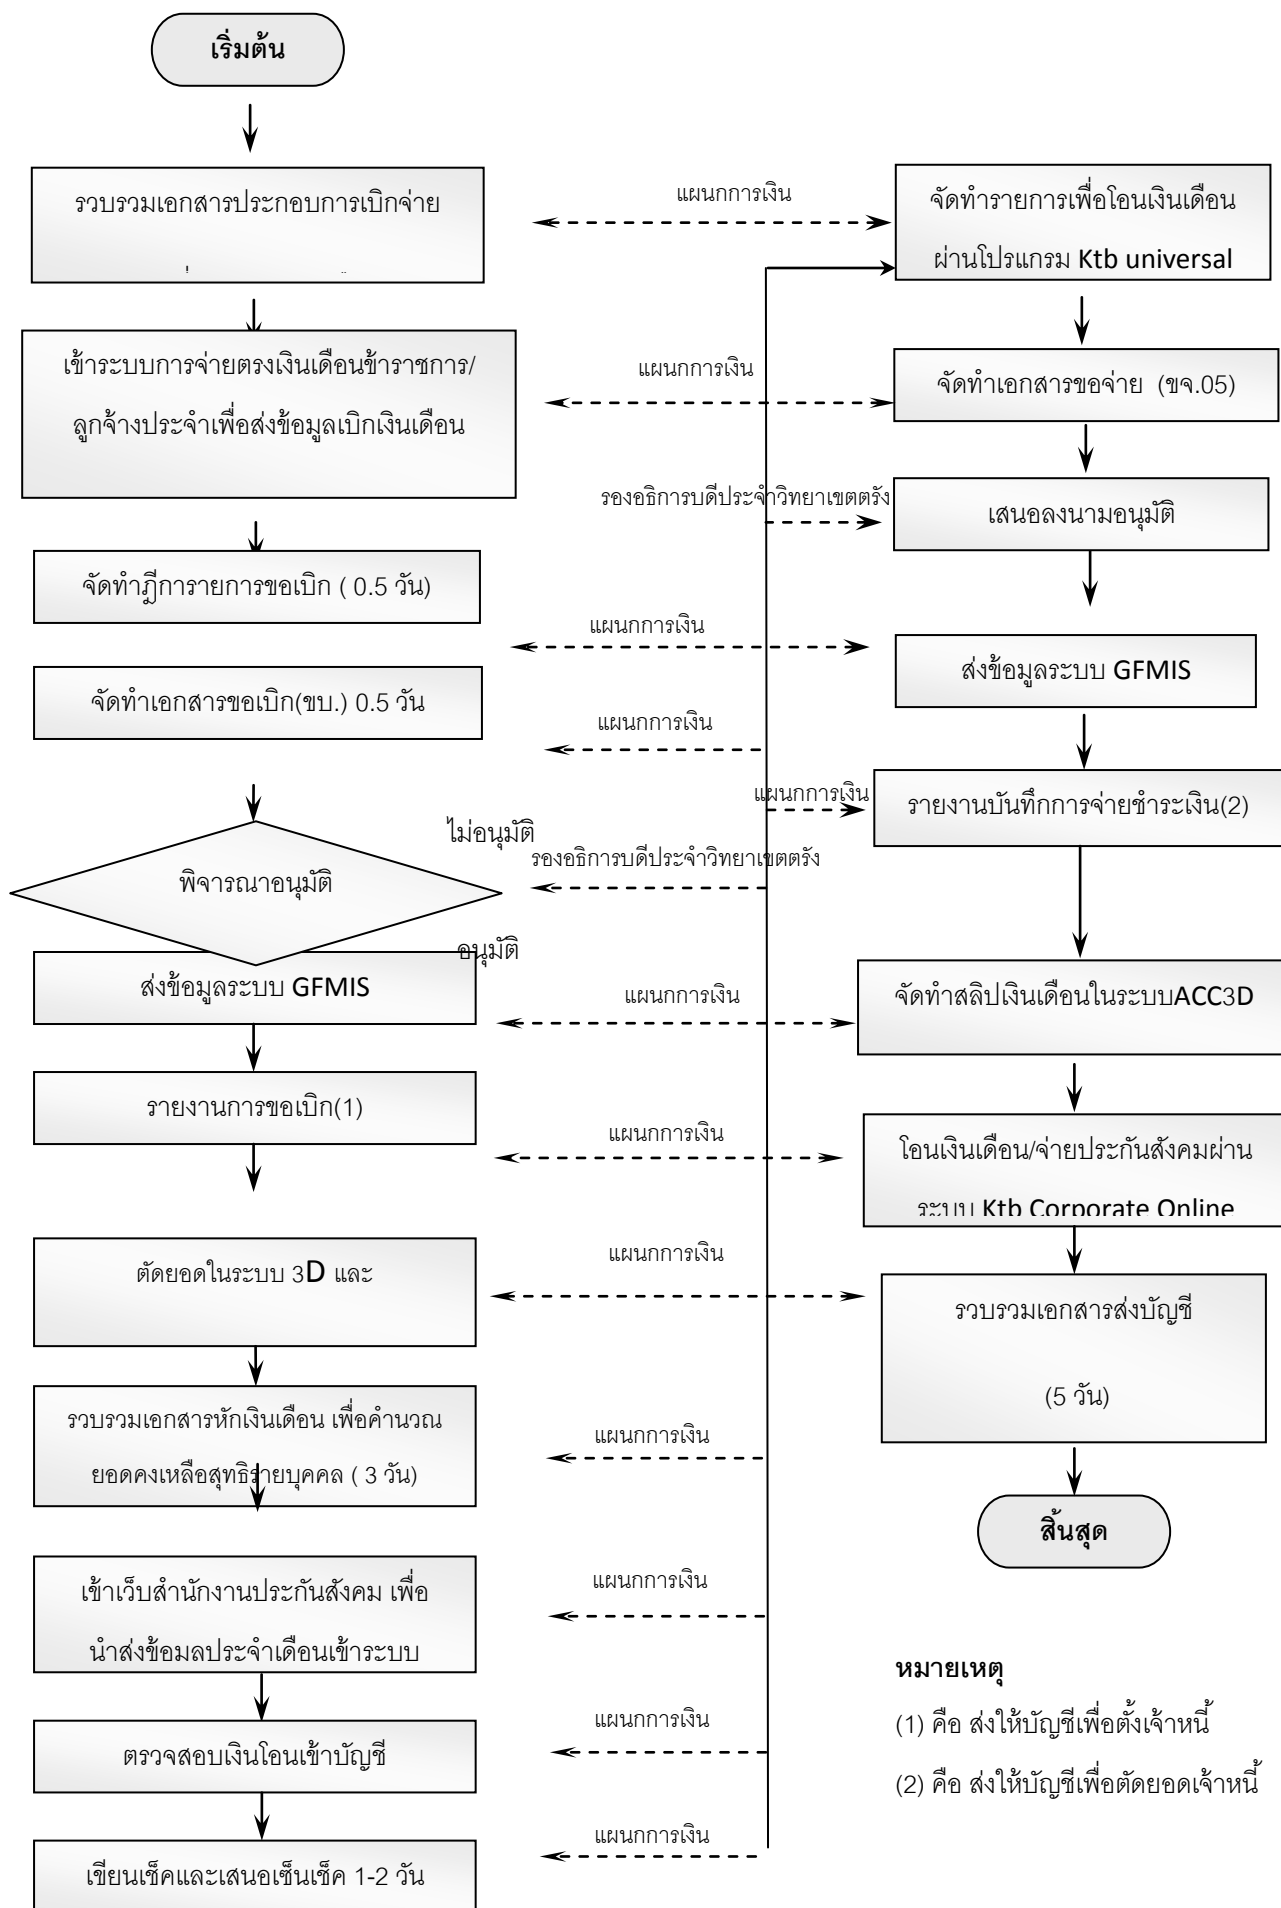 เริ่มต้น
รวบรวมเอกสารประกอบการเบิกจ่าย
แผนกการเงิน
เข้าระบบการจ่ายตรงเงินเดือนข้าราชการ/
ลูกจ้างประจำเพื่อส่งข้อมูลเบิกเงินเดือน
แผนกการเงิน
รองอธิการบดีประจำวิทยาเขตตรัง
จัดทำฎีการายการขอเบิก ( 0.5 วัน)
แผนกการเงิน
จัดทำเอกสารขอเบิก(ขบ.) 0.5 วัน
แผนกการเงิน
แผนกการเงิน
ไม่อนุมัติ
พิจารณาอนุมัติ
รองอธิการบดีประจำวิทยาเขตตรัง
อนุมัติ
ส่งข้อมูลระบบ GFMIS
แผนกการเงิน
รายงานการขอเบิก(1)
แผนกการเงิน
ตัดยอดในระบบ 3D และ
แผนกการเงิน
รวบรวมเอกสารหักเงินเดือน เพื่อคำนวณ
ยอดคงเหลือสุทธิรายบุคคล ( 3 วัน)
แผนกการเงิน
เข้าเว็บสำนักงานประกันสังคม เพื่อ
นำส่งข้อมูลประจำเดือนเข้าระบบ
แผนกการเงิน
ตรวจสอบเงินโอนเข้าบัญชี
แผนกการเงิน
เขียนเช็คและเสนอเซ็นเช็ค 1-2 วัน
แผนกการเงิน
จัดทำรายการเพื่อโอนเงินเดือน
ผ่านโปรแกรม Ktb universal
จัดทำเอกสารขอจ่าย (ขจ.05)
เสนอลงนามอนุมัติ
ส่งข้อมูลระบบ GFMIS
รายงานบันทึกการจ่ายชำระเงิน(2)
จัดทำสลิปเงินเดือนในระบบACC3D
โอนเงินเดือน/จ่ายประกันสังคมผ่าน
ระบบ Ktb Corporate Online
รวบรวมเอกสารส่งบัญชี
(5 วัน)
สิ้นสุด
หมายเหตุ
(1) คือ ส่งให้บัญชีเพื่อตั้งเจ้าหนี้
(2) คือ ส่งให้บัญชีเพื่อตัดยอดเจ้าหนี้